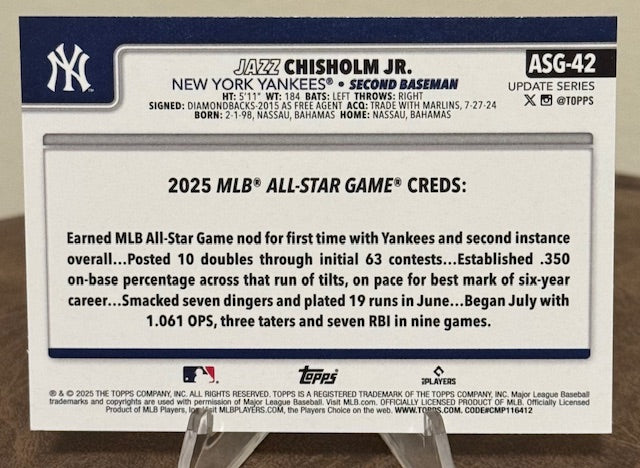 NY
JAZZ CHISHOLM JR.
NEW YORK YANKEES® • SECOND BASEMAN
HT: 5'11" WT: 184 BATS: LEFT THROWS: RIGHT
SIGNED: DIAMONDBACKS-2015 AS FREE AGENT ACQ: TRADE WITH MARLINS, 7-27-24
BORN: 2-1-98, NASSAU, BAHAMAS HOME: NASSAU, BAHAMAS
ASG-42
UPDATE SERIES
X @TOPPS
2025 MLB® ALL-STAR GAME® CREDS:
Earned MLB All-Star Game nod for first time with Yankees and second instance
overall...Posted 10 doubles through initial 63 contests...Established .350
on-base percentage across that run of tilts, on pace for best mark of six-year
career...Smacked seven dingers and plated 19 runs in June...Began July with
1.061 OPS, three taters and seven RBI in nine games.
topps
PLAYERS
® & © 2025 THE TOPPS COMPANY, INC. ALL RIGHTS RESERVED. TOPPS IS A REGISTERED TRADEMARK OF THE TOPPS COMPANY, INC. Major League Baseball
trademarks and copyrights are used with permission of Major League Baseball. Visit MLB.com. OFFICIALLY LICENSED PRODUCT OF MLB. Officially Licensed
Product of MLB Players, Visit MLBPLAYERS.com, the Players Choice on the web. WWW.TOPPS.COM. CODE#CMP116412